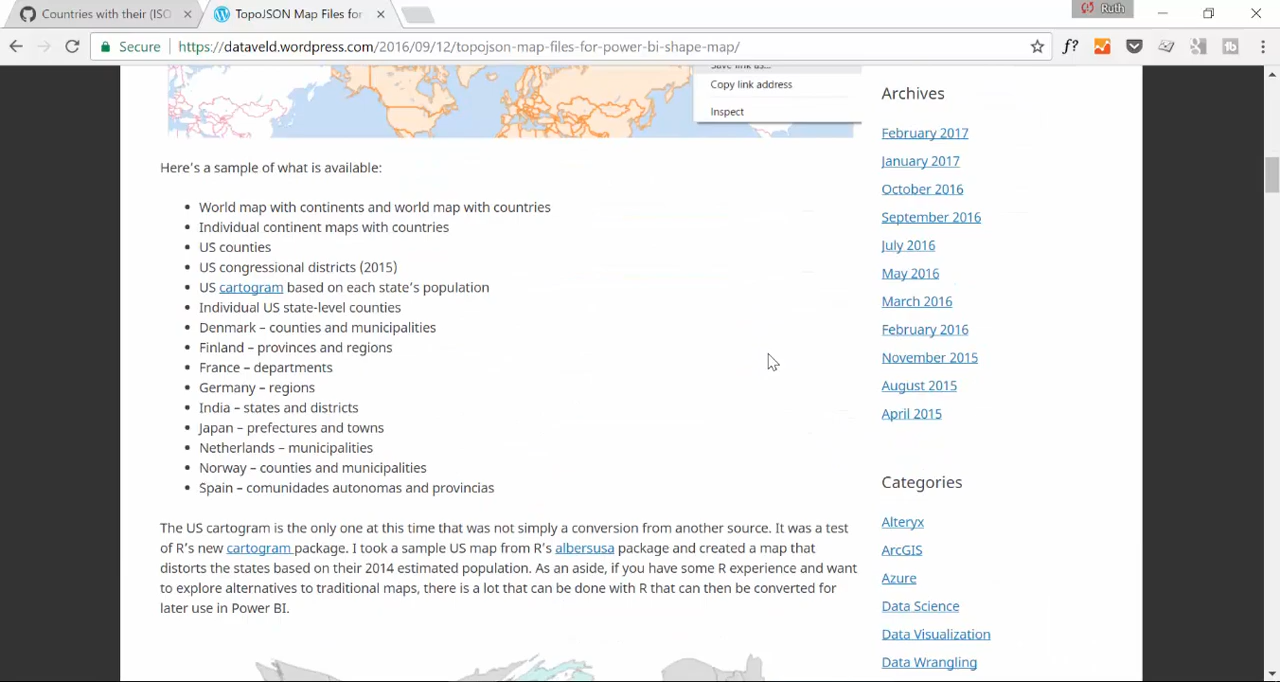 Countries with their (ISO
TopoJSON Map Files for
Ruth
Secure
https://dataveld.wordpress.com/2016/09/12/topojson-map-files-for-power-bi-shape-map/
f?
Save link as...
Copy link address
Inspect
Here's a sample of what is available:
World map with continents and world map with countries
Individual continent maps with countries
US counties
US congressional districts (2015)
US cartogram based on each state's population
Individual US state-level counties
Denmark – counties and municipalities
Finland – provinces and regions
France – departments
Germany – regions
India – states and districts
Japan – prefectures and towns
Netherlands – municipalities
Norway – counties and municipalities
Spain – comunidades autonomas and provincias
The US cartogram is the only one at this time that was not simply a conversion from another source. It was a test
of R's new cartogram package. I took a sample US map from R's albersusa package and created a map that
distorts the states based on their 2014 estimated population. As an aside, if you have some R experience and want
to explore alternatives to traditional maps, there is a lot that can be done with R that can then be converted for
later use in Power BI.
Archives
February 2017
January 2017
October 2016
September 2016
July 2016
May 2016
March 2016
February 2016
November 2015
August 2015
April 2015
Categories
Alteryx
ArcGIS
Azure
Data Science
Data Visualization
Data Wrangling